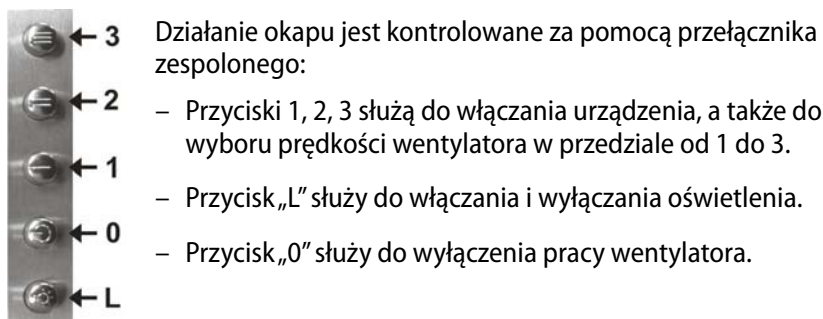 3
2
1
0
L
Działanie okapu jest kontrolowane za pomocą przełącznika
zespolonego:
– Przyciski 1, 2, 3 służą do włączania urządzenia, a także do
wyboru prędkości wentylatora w przedziale od 1 do 3.
– Przycisk „L” służy do włączania i wyłączania oświetlenia.
– Przycisk „0” służy do wyłączenia pracy wentylatora.